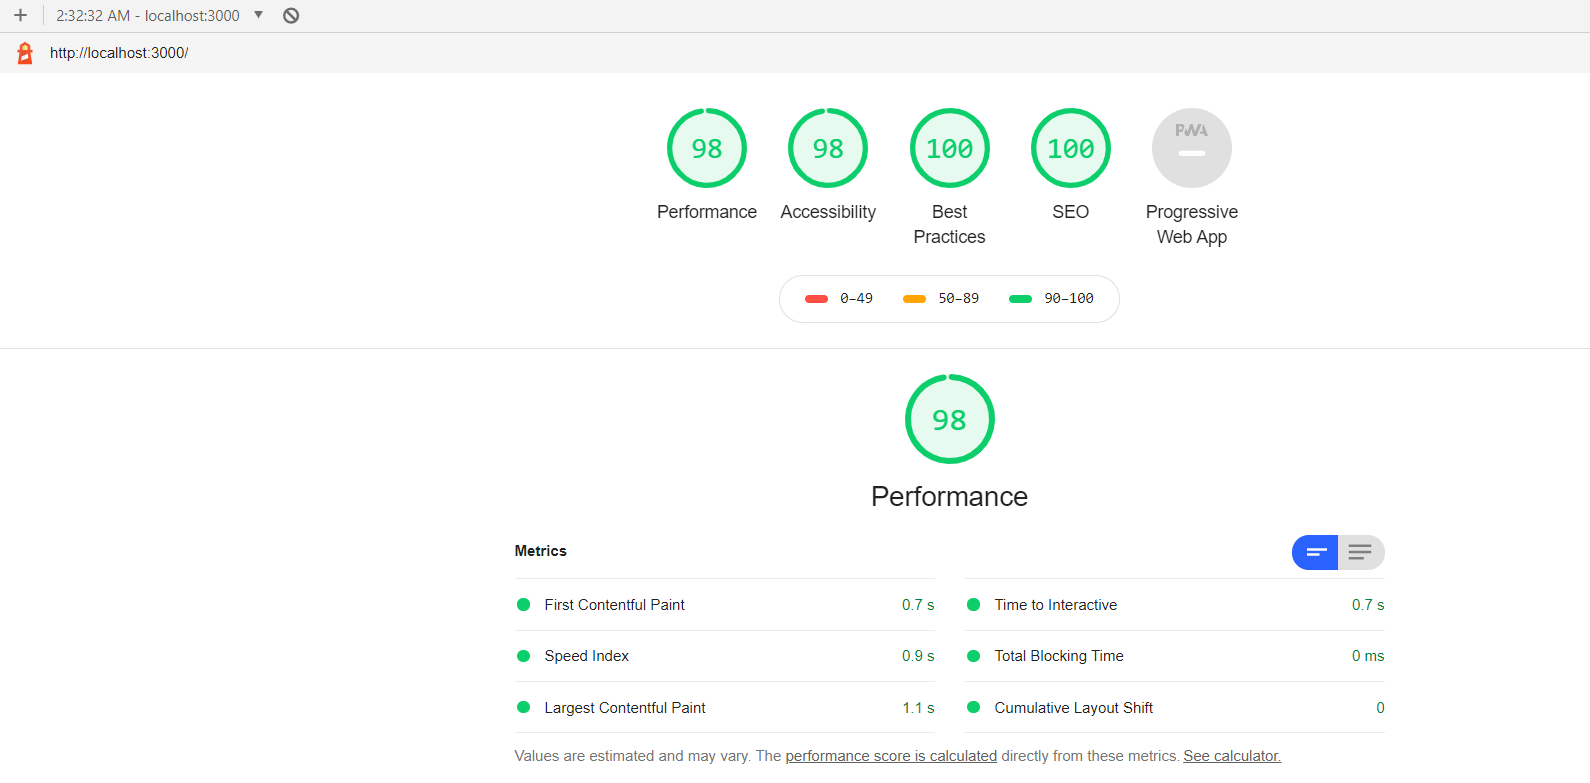 2:32:32 AM - localhost:3000
http://localhost:3000/
98
98
100
100
PWA
Performance
Accessibility
Best
Practices
SEO
Progressive
Web App
0–49
50–89
90–100
98
Performance
Metrics
First Contentful Paint 0.7 s
Time to Interactive 0.7 s
Speed Index 0.9 s
Total Blocking Time 0 ms
Largest Contentful Paint 1.1 s
Cumulative Layout Shift 0
Values are estimated and may vary. The performance score is calculated directly from these metrics. See calculator.